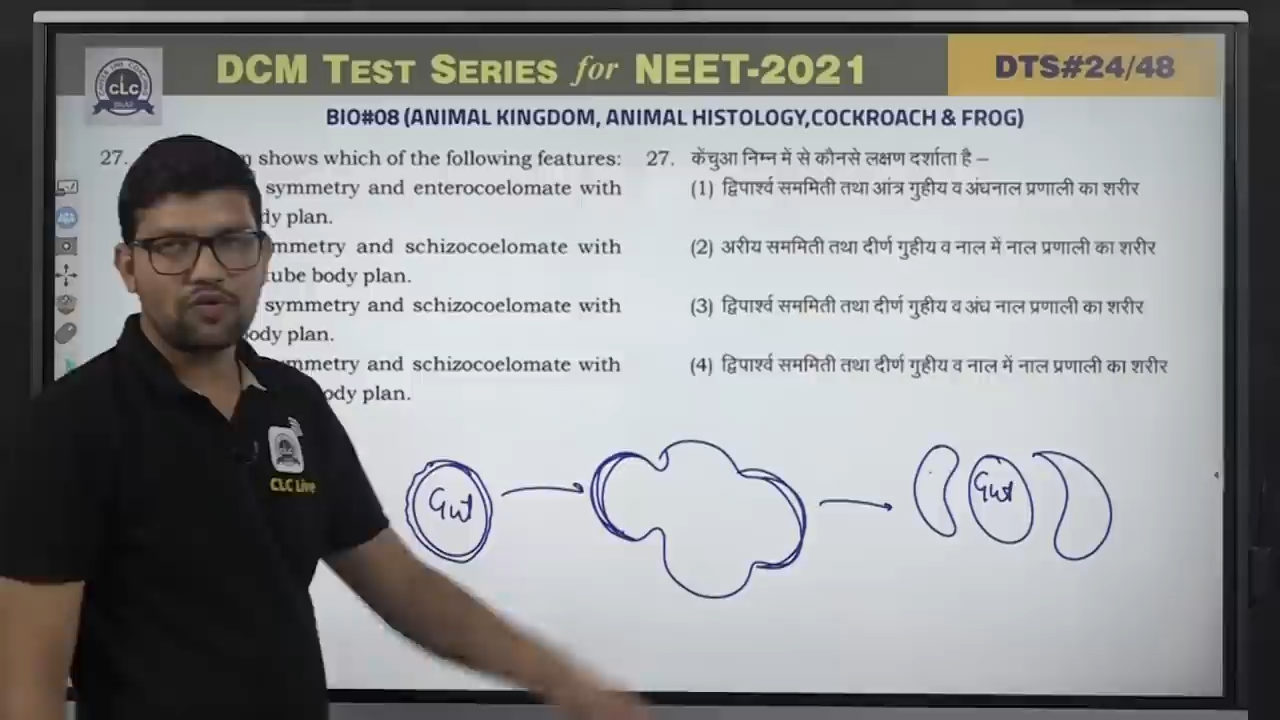 DCM TEST SERIES for NEET-2021
DTS#24/48
CLC
BIO#08 (ANIMAL KINGDOM, ANIMAL HISTOLOGY,COCKROACH & FROG)
27. shows which of the following features:
symmetry and enterocoelomate with
dy plan.
mmetry and schizocoelomate with
tube body plan.
symmetry and schizocoelomate with
ody plan.
mmetry and schizocoelomate with
ody plan.
27. केंचुआ निम्न में से कौनसे लक्षण दर्शाता है –
(1) द्विपार्श्व सममिती तथा आंत्र गुहीय व अंधनाल प्रणाली का शरीर
(2) अरीय सममिती तथा दीर्ण गुहीय व नाल में नाल प्रणाली का शरीर
(3) द्विपार्श्व सममिती तथा दीर्ण गुहीय व अंध नाल प्रणाली का शरीर
(4) द्विपार्श्व सममिती तथा दीर्ण गुहीय व नाल में नाल प्रणाली का शरीर
Gut
Gut
CLC Live